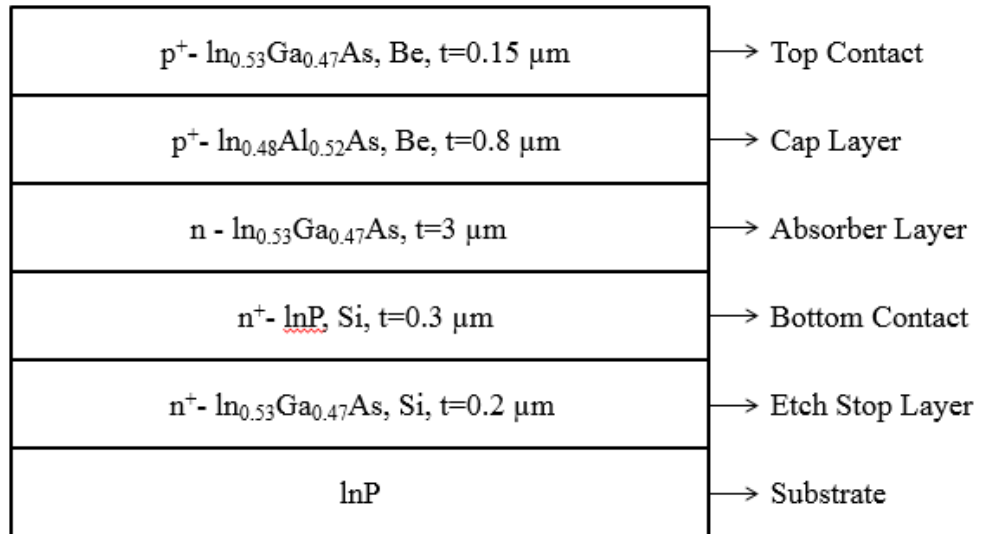 p⁺- ln₀.₅₃Ga₀.₄₇As, Be, t=0.15 µm → Top Contact
p⁺- ln₀.₄₈Al₀.₅₂As, Be, t=0.8 µm → Cap Layer
n - ln₀.₅₃Ga₀.₄₇As, t=3 µm → Absorber Layer
n⁺- lnP, Si, t=0.3 µm → Bottom Contact
n⁺- ln₀.₅₃Ga₀.₄₇As, Si, t=0.2 µm → Etch Stop Layer
lnP → Substrate